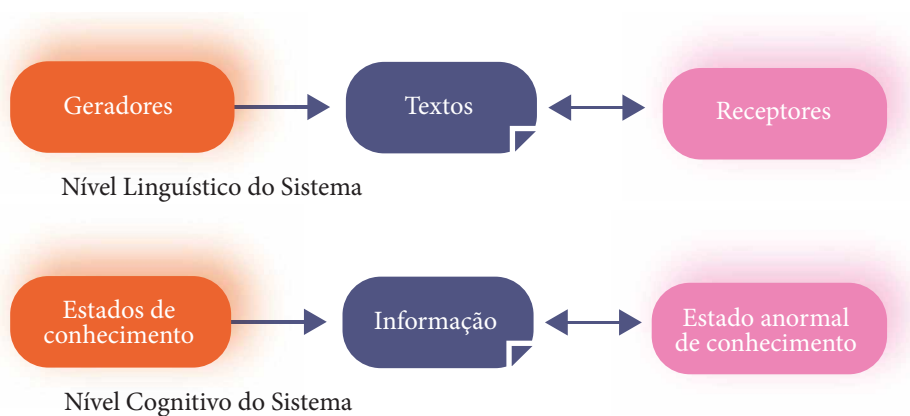 Geradores
Textos
Receptores
Nível Linguístico do Sistema
Estados de
conhecimento
Informação
Estado anormal
de conhecimento
Nível Cognitivo do Sistema